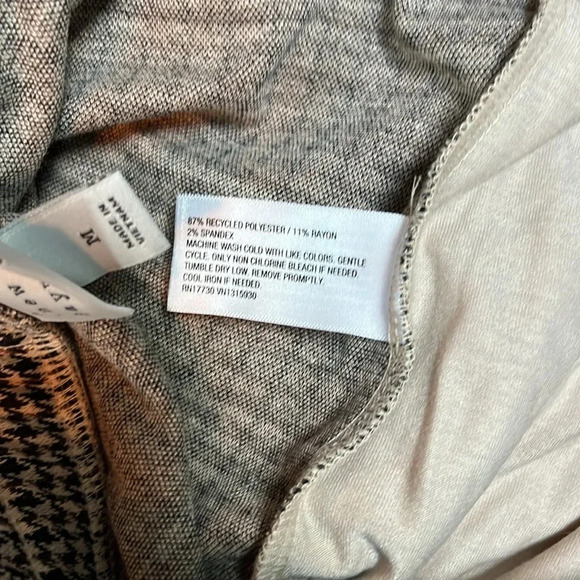 87% RECYCLED POLYESTER / 11% RAYON
2% SPANDEX
MACHINE WASH COLD WITH LIKE COLORS. GENTLE
CYCLE. ONLY NON CHLORINE BLEACH IF NEEDED.
TUMBLE DRY LOW. REMOVE PROMPTLY.
COOL IRON IF NEEDED.
RN17730 VN1315930
M
MADE IN
VIETNAM